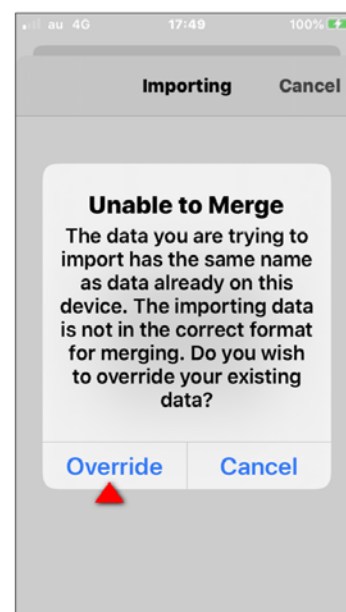 au 4G 17:49 100%
Importing Cancel
Unable to Merge
The data you are trying to
import has the same name
as data already on this
device. The importing data
is not in the correct format
for merging. Do you wish
to override your existing
data?
Override Cancel